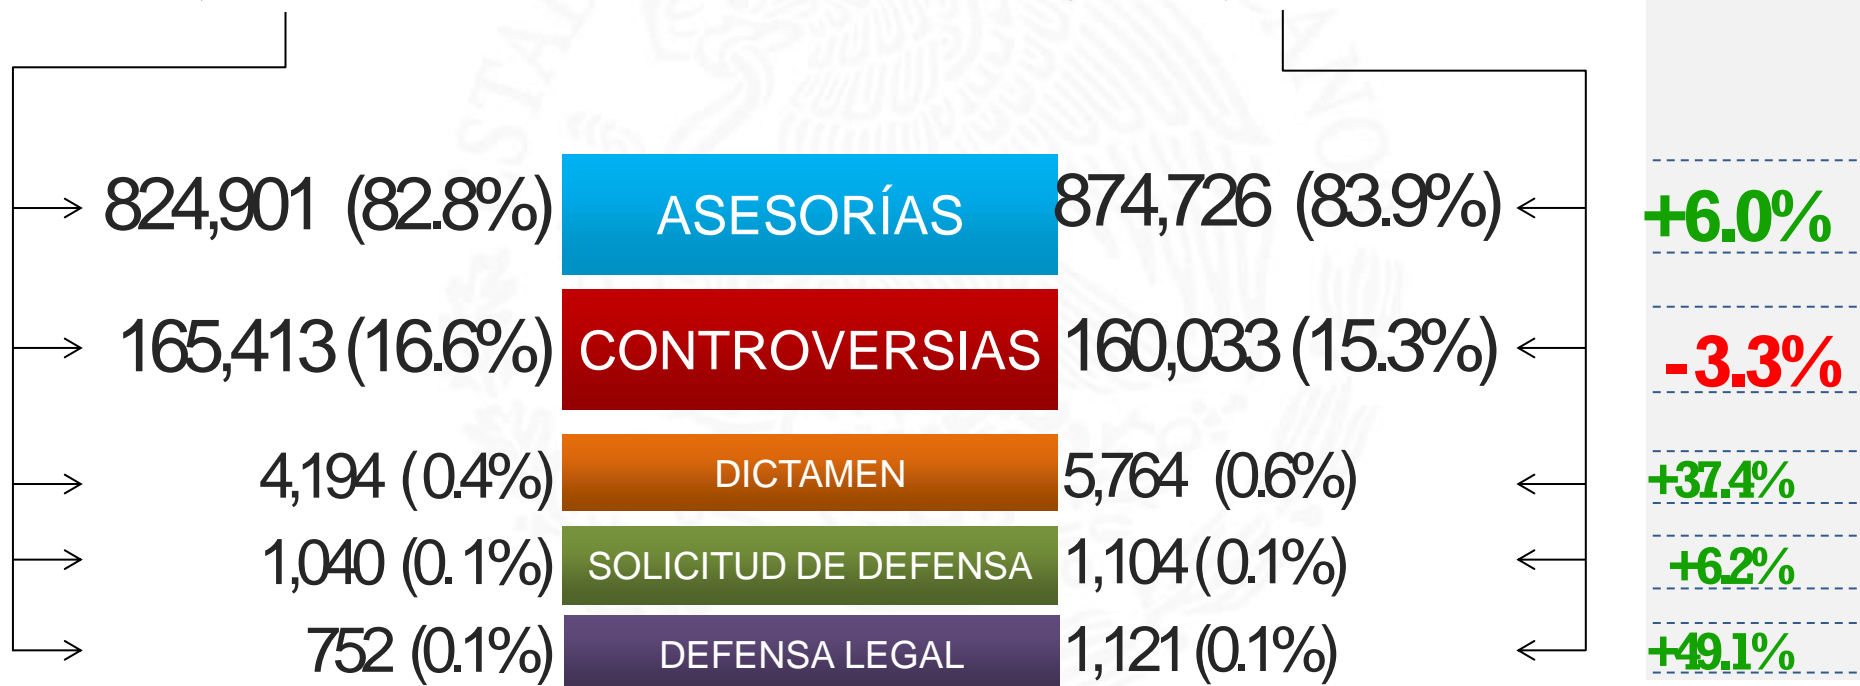 824,901 (82.8%) ASESORÍAS 874,726 (83.9%) +6.0%
165,413 (16.6%) CONTROVERSIAS 160,033 (15.3%) -3.3%
4,194 (0.4%) DICTAMEN 5,764 (0.6%) +37.4%
1,040 (0.1%) SOLICITUD DE DEFENSA 1,104 (0.1%) +6.2%
752 (0.1%) DEFENSA LEGAL 1,121 (0.1%) +49.1%